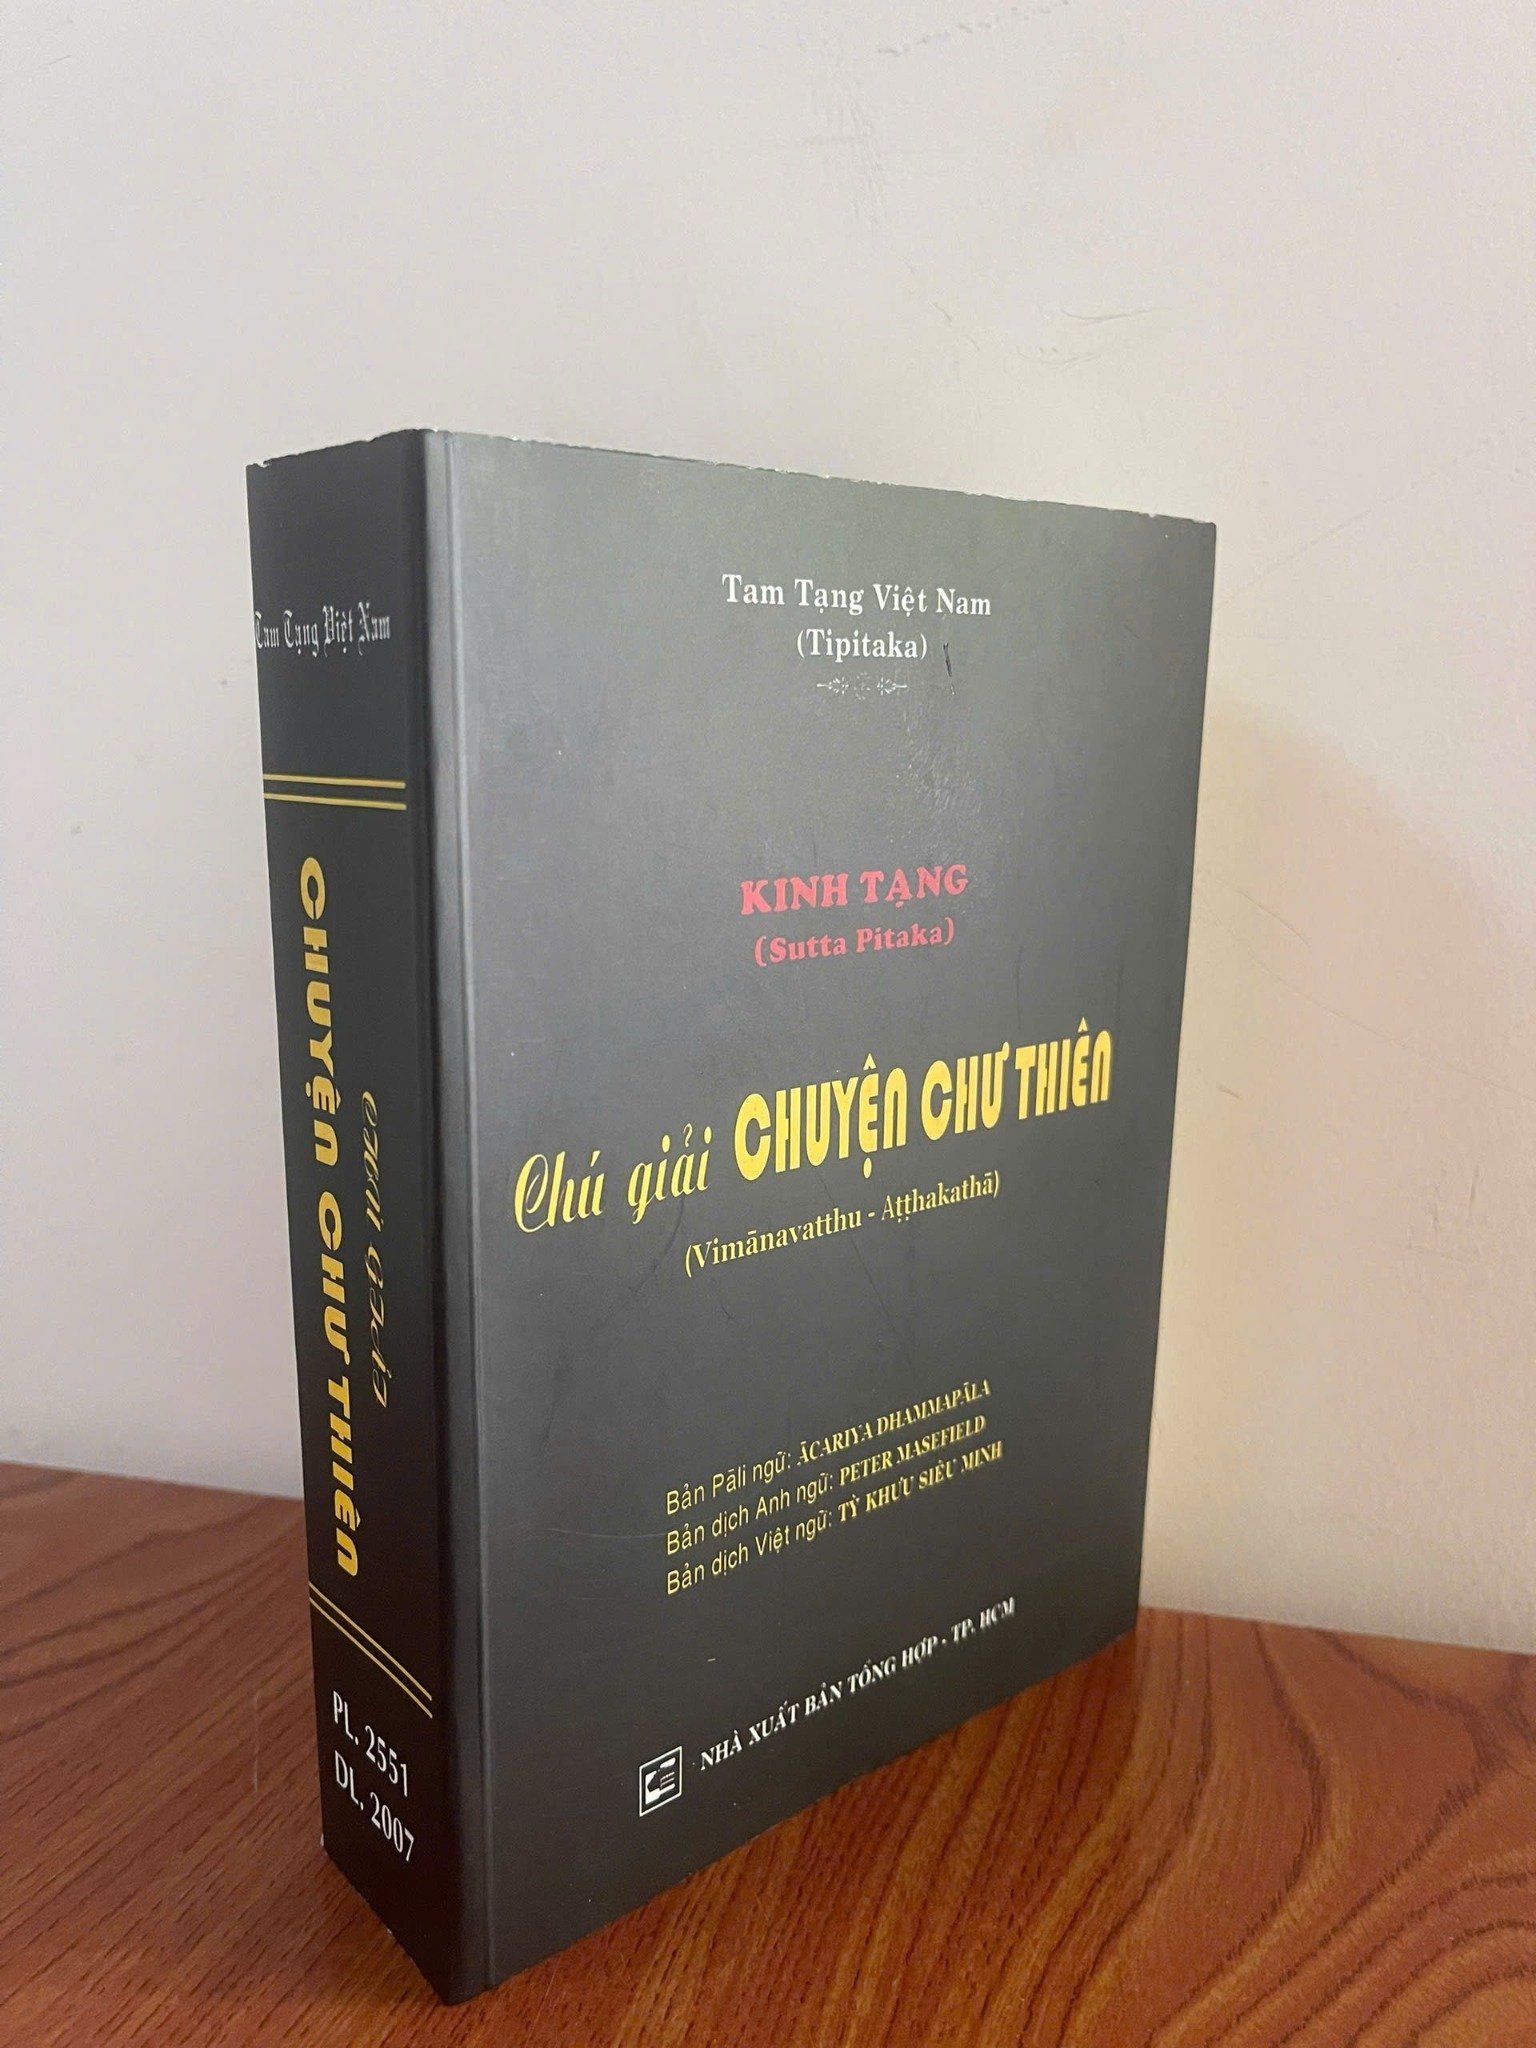 Tam Tạng Việt Nam
CHUYỆN CHƯ THIÊN
Chú Giải
PL. 2551
DL. 2007
Tam Tạng Việt Nam
(Tipitaka)
KINH TẠNG
(Sutta Pitaka)
Chú giải CHUYỆN CHƯ THIÊN
(Vimānavatthu - Aṭṭhakathā)
Bản Pāli ngữ: ĀCARIYA DHAMMAPĀLA
Bản dịch Anh ngữ: PETER MASEFIELD
Bản dịch Việt ngữ: TỲ KHƯU SIÊU MINH
NHÀ XUẤT BẢN TỔNG HỢP - TP. HCM